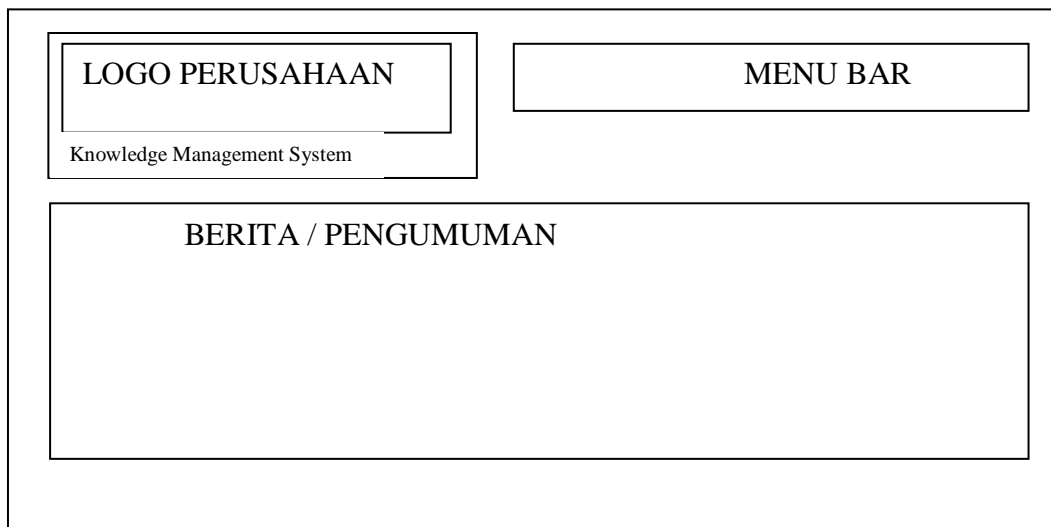 LOGO PERUSAHAAN
MENU BAR
Knowledge Management System
BERITA / PENGUMUMAN